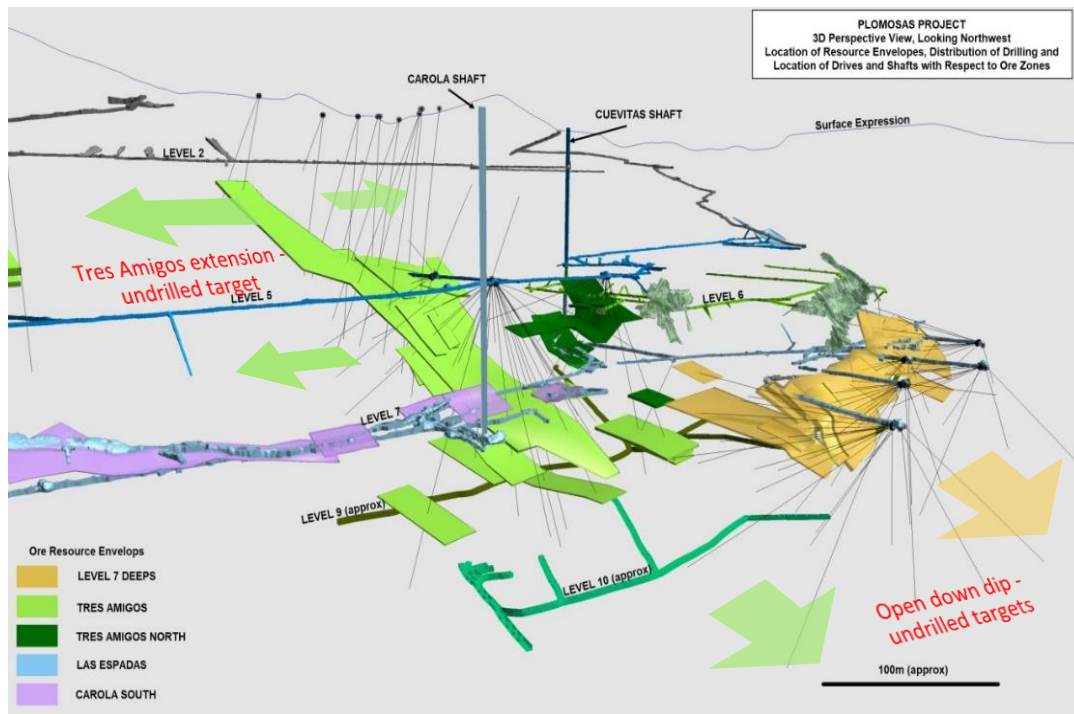 PLOMOSAS PROJECT
3D Perspective View, Looking Northwest
Location of Resource Envelopes, Distribution of Drilling and
Location of Drives and Shafts with Respect to Ore Zones
CAROLA SHAFT
CUEVITAS SHAFT
Surface Expression
LEVEL 2
Tres Amigos extension -
undrilled target
LEVEL 5
LEVEL 6
LEVEL 7
LEVEL 9 (approx)
LEVEL 10 (approx)
Open down dip -
undrilled targets
100m (approx)
Ore Resource Envelops
LEVEL 7 DEEPS
TRES AMIGOS
TRES AMIGOS NORTH
LAS ESPADAS
CAROLA SOUTH